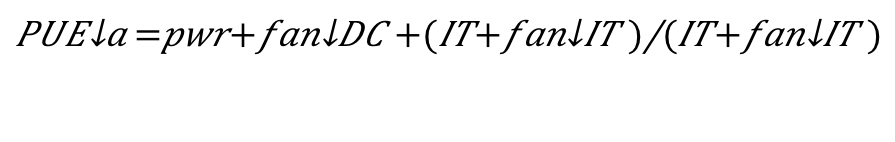 PUE↓a =pwr+fan↓DC +(IT+fan↓IT )/(IT+fan↓IT )